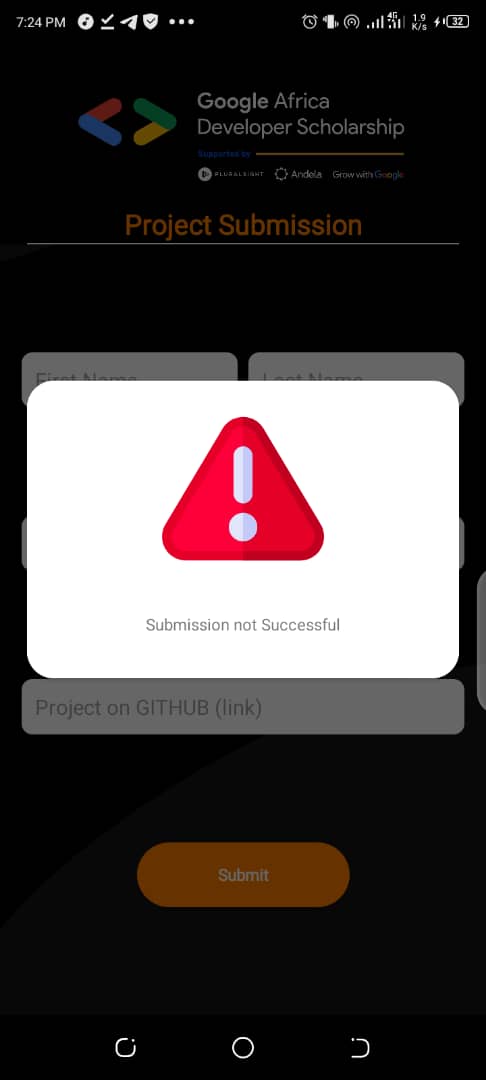 7:24 PM
4G
1.9
K/s
32
Google Africa
Developer Scholarship
Supported by
PLURALSIGHT Andela Grow with Google
Project Submission
First Name Last Name
Submission not Successful
Project on GITHUB (link)
Submit